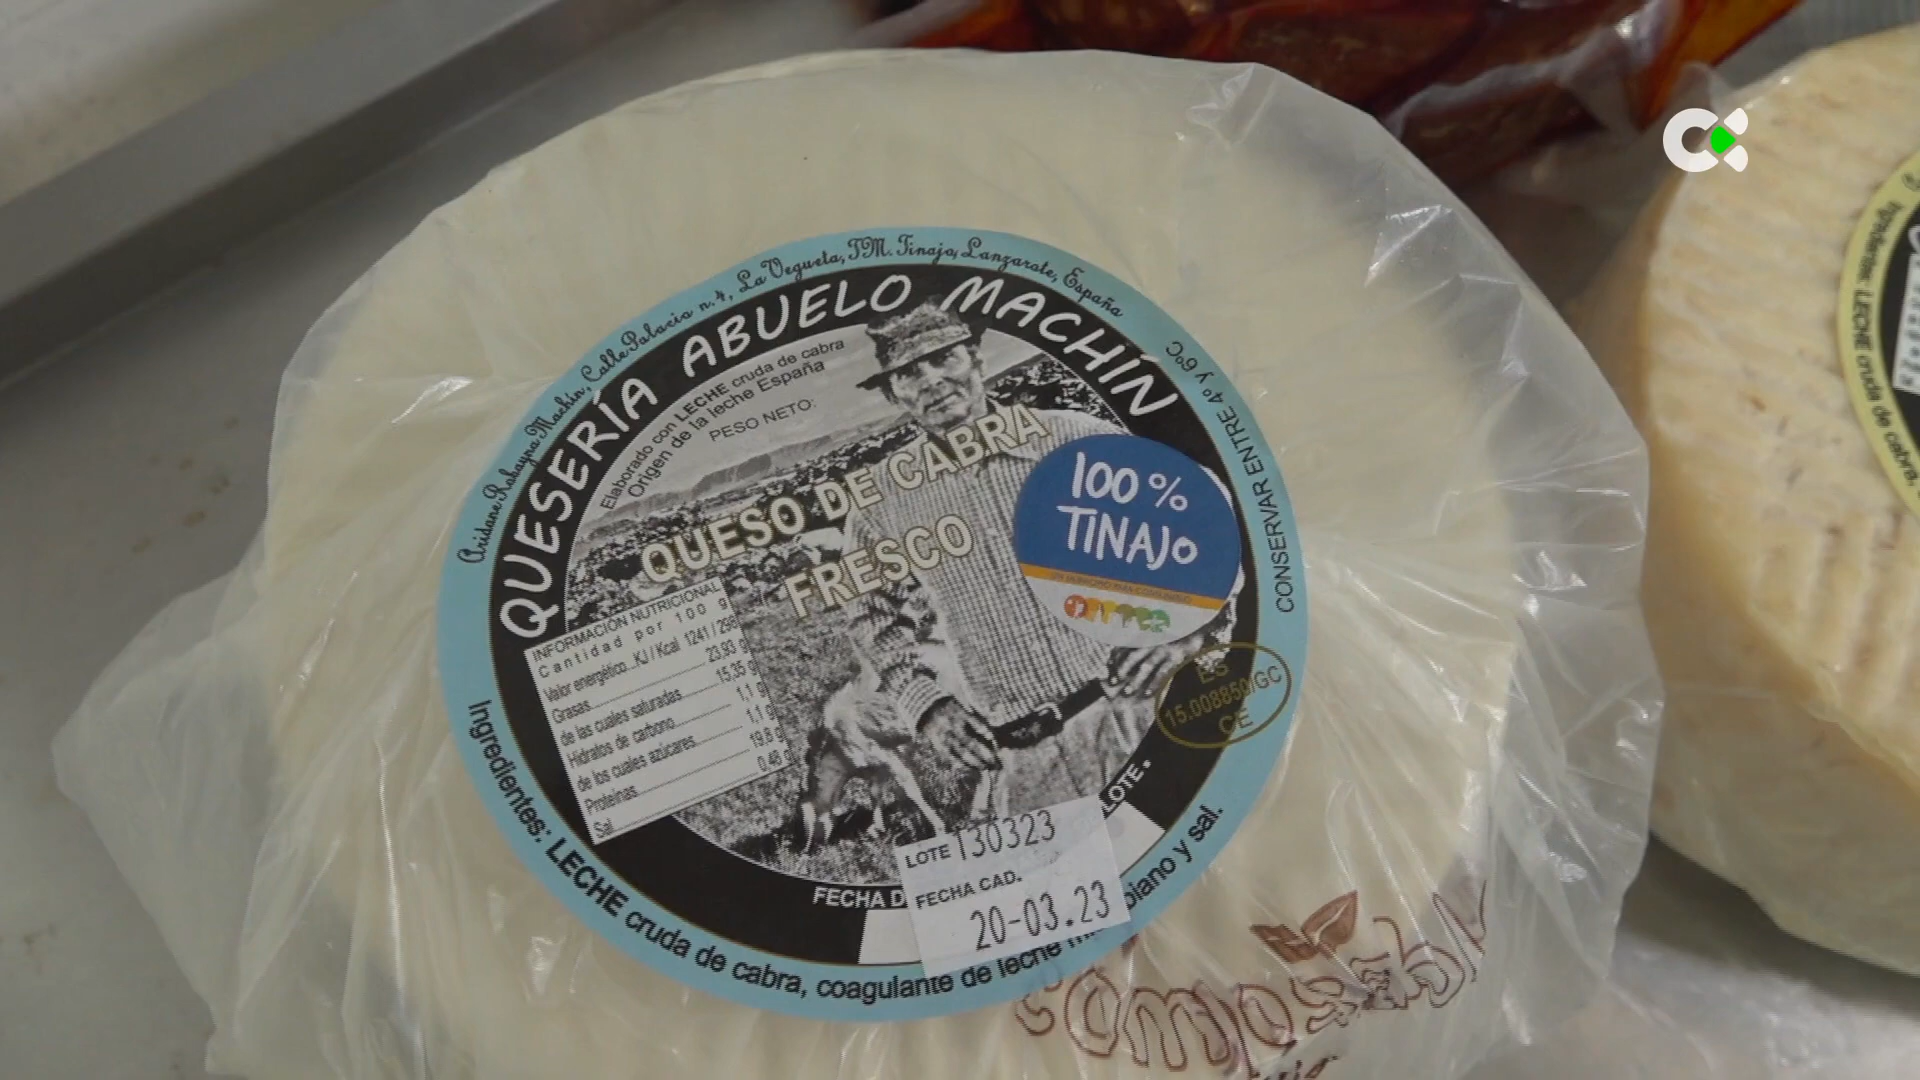 Aridane Robayna Machín, Calle Palacio n.4, La Vegueta, T.M. Tinajo, Lanzarote, España
QUESERÍA ABUELO MACHÍN
Elaborado con LECHE cruda de cabra
Origen de la leche España
PESO NETO:
QUESO DE CABRA
FRESCO
100%
TINAJO
CONSERVAR ENTRE 4º y 6ºC
INFORMACIÓN NUTRICIONAL
Cantidad por 100 g
Valor energético...KJ/Kcal 1241/298
Grasas 23,93 g
de las cuales saturadas 15,35 g
Hidratos de carbono 1,1 g
de los cuales azúcares 1,1 g
Proteínas 19,8 g
Sal 0,48
ES
15.008850/GC
CE
LOTE.
LOTE 130323
FECHA CAD.
20-03.23
FECHA D
Ingredientes: LECHE cruda de cabra, coagulante de leche biano y sal.
Ingredientes: LECHE cruda de cabra,